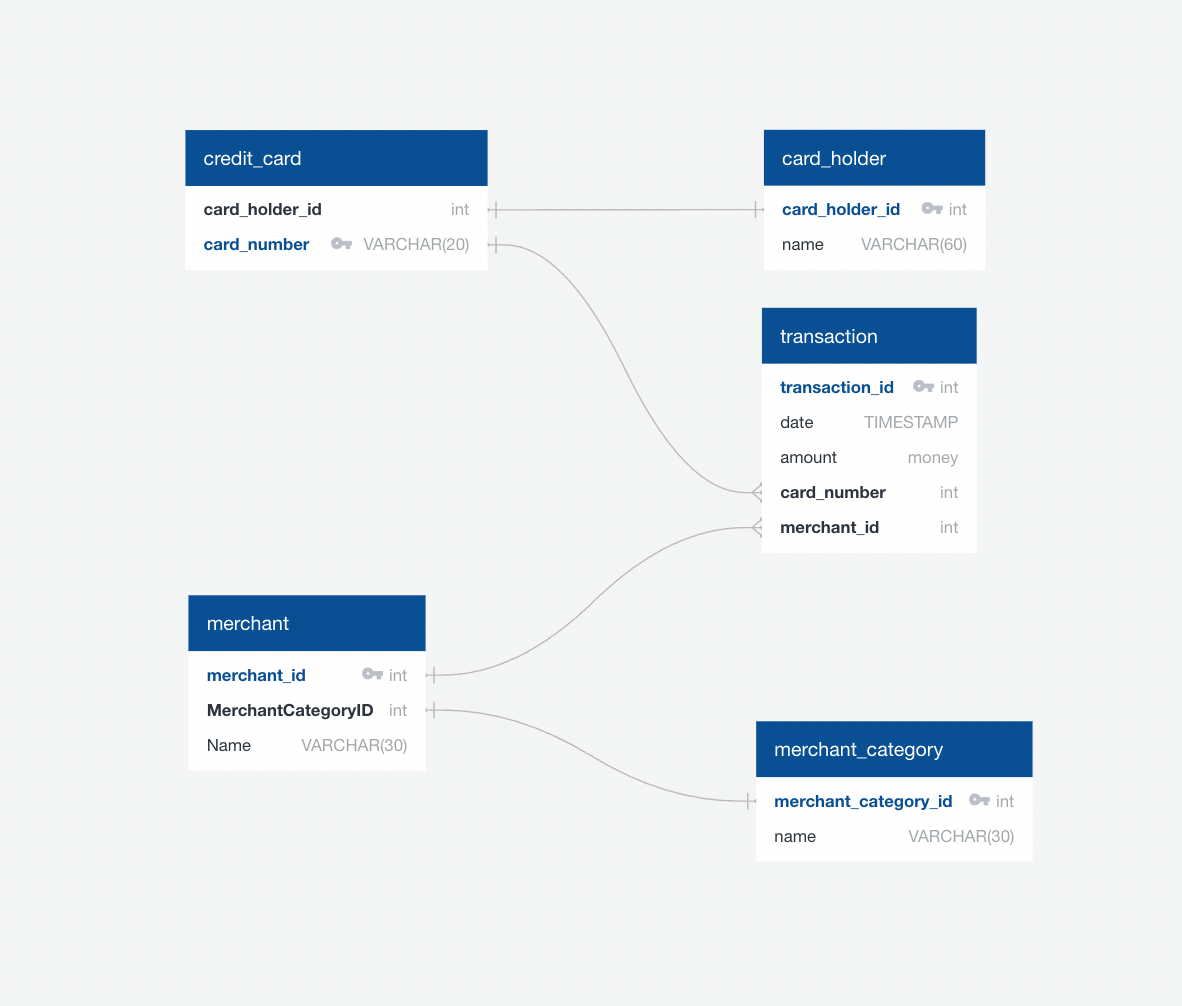 credit_card
card_holder_id int
card_number VARCHAR(20)
card_holder
card_holder_id int
name VARCHAR(60)
transaction
transaction_id int
date TIMESTAMP
amount money
card_number int
merchant_id int
merchant
merchant_id int
MerchantCategoryID int
Name VARCHAR(30)
merchant_category
merchant_category_id int
name VARCHAR(30)